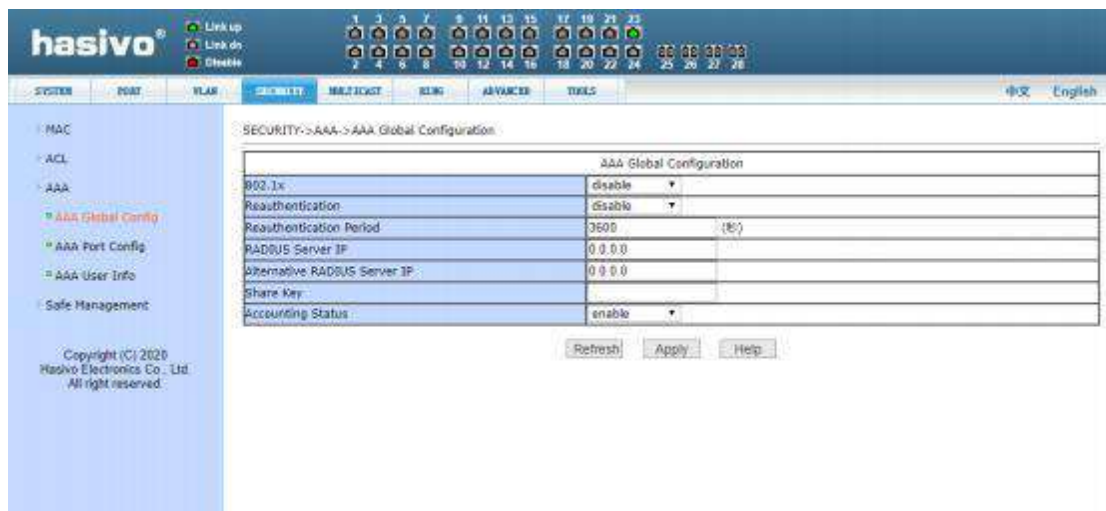 hasivo®
Link up
Link dn
Disable
1 3 5 7 9 11 13 15 17 19 21 23
2 4 6 8 10 12 14 16 18 20 22 24 25 26 27 28
SYSTEM PORT VLAN SECURITY MULTICAST RING ADVANCED TOOLS 中文 English
MAC
ACL
AAA
AAA Global Config
AAA Port Config
AAA User Info
Safe Management
Copyright (C) 2020
Hasivo Electronics Co., Ltd.
All right reserved.
SECURITY->AAA->AAA Global Configuration
AAA Global Configuration
802.1x disable
Reauthentication disable
Reauthentication Period 3600 (秒)
RADIUS Server IP 0.0.0.0
Alternative RADIUS Server IP 0.0.0.0
Share Key
Accounting Status enable
Refresh Apply Help